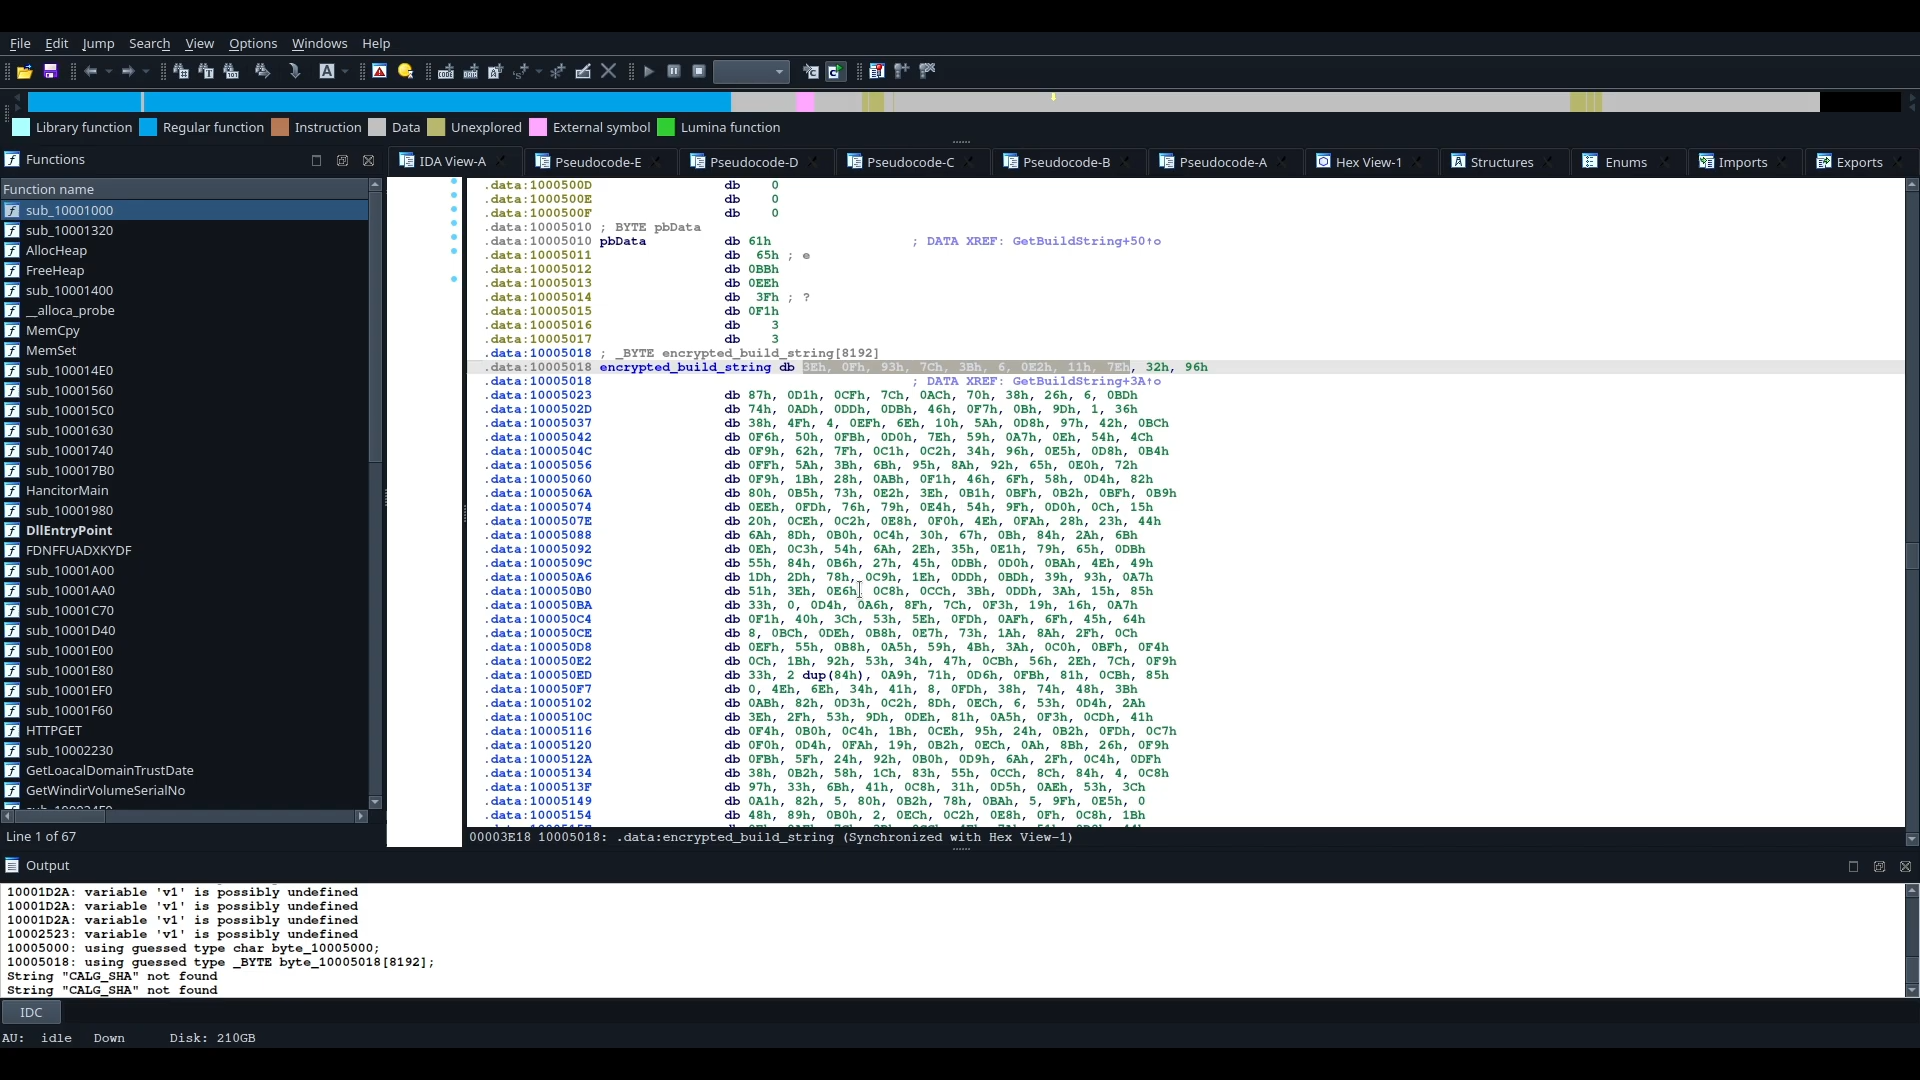 File Edit Jump Search View Options Windows Help
Library function Regular function Instruction Data Unexplored External symbol Lumina function
Functions
IDA View-A Pseudocode-E Pseudocode-D Pseudocode-C Pseudocode-B Pseudocode-A Hex View-1 Structures Enums Imports Exports
Function name
sub_10001000
sub_10001320
AllocHeap
FreeHeap
sub_10001400
__alloca_probe
MemCpy
MemSet
sub_100014E0
sub_10001560
sub_100015C0
sub_10001630
sub_10001740
sub_100017B0
HancitorMain
sub_10001980
DllEntryPoint
FDNFFUADXKYDF
sub_10001A00
sub_10001AA0
sub_10001C70
sub_10001D40
sub_10001E00
sub_10001E80
sub_10001EF0
sub_10001F60
HTTPGET
sub_10002230
GetLoacalDomainTrustDate
GetWindirVolumeSerialNo
Line 1 of 67
.data:1000500D db 0
.data:1000500E db 0
.data:1000500F db 0
.data:10005010 ; BYTE pbData
.data:10005010 pbData db 61h ; DATA XREF: GetBuildString+50↑o
.data:10005011 db 65h ; e
.data:10005012 db 0BBh
.data:10005013 db 0EEh
.data:10005014 db 3Fh ; ?
.data:10005015 db 0F1h
.data:10005016 db 3
.data:10005017 db 3
.data:10005018 ; _BYTE encrypted_build_string[8192]
.data:10005018 encrypted_build_string db 3Eh, 0Fh, 93h, 7Ch, 3Bh, 6, 0E2h, 11h, 7Eh, 32h, 96h
.data:10005018 ; DATA XREF: GetBuildString+3A↑o
.data:10005023 db 87h, 0D1h, 0CFh, 7Ch, 0ACh, 70h, 38h, 26h, 6, 0BDh
.data:1000502D db 74h, 0ADh, 0DDh, 0DBh, 46h, 0F7h, 0Bh, 9Dh, 1, 36h
.data:10005037 db 38h, 4Fh, 4, 0EFh, 6Eh, 10h, 5Ah, 0D8h, 97h, 42h, 0BCh
.data:10005042 db 0F6h, 50h, 0FBh, 0D0h, 7Eh, 59h, 0A7h, 0Eh, 54h, 4Ch
.data:1000504C db 0F9h, 62h, 7Fh, 0C1h, 0C2h, 34h, 96h, 0E5h, 0D8h, 0B4h
.data:10005056 db 0FFh, 5Ah, 3Bh, 6Bh, 95h, 8Ah, 92h, 65h, 0E0h, 72h
.data:10005060 db 0F9h, 1Bh, 28h, 0ABh, 0F1h, 46h, 6Fh, 58h, 0D4h, 82h
.data:1000506A db 80h, 0B5h, 73h, 0E2h, 3Eh, 0B1h, 0BFh, 0B2h, 0BFh, 0B9h
.data:10005074 db 0EEh, 0FDh, 76h, 79h, 0E4h, 54h, 9Fh, 0D0h, 0Ch, 15h
.data:1000507E db 20h, 0CEh, 0C2h, 0E8h, 0F0h, 4Eh, 0FAh, 28h, 23h, 44h
.data:10005088 db 6Ah, 8Dh, 0B0h, 0C4h, 30h, 67h, 0Bh, 84h, 2Ah, 6Bh
.data:10005092 db 0Eh, 0C3h, 54h, 6Ah, 2Eh, 35h, 0E1h, 79h, 65h, 0DBh
.data:1000509C db 55h, 84h, 0B6h, 27h, 45h, 0DBh, 0D0h, 0BAh, 4Eh, 49h
.data:100050A6 db 1Dh, 2Dh, 78h, 0C9h, 1Eh, 0DDh, 0BDh, 39h, 93h, 0A7h
.data:100050B0 db 51h, 3Eh, 0E6h, 0C8h, 0CCh, 3Bh, 0DDh, 3Ah, 15h, 85h
.data:100050BA db 33h, 0, 0D4h, 0A6h, 8Fh, 7Ch, 0F3h, 19h, 16h, 0A7h
.data:100050C4 db 0F1h, 40h, 3Ch, 53h, 5Eh, 0FDh, 0AFh, 6Fh, 45h, 64h
.data:100050CE db 8, 0BCh, 0DEh, 0B8h, 0E7h, 73h, 1Ah, 8Ah, 2Fh, 0Ch
.data:100050D8 db 0EFh, 55h, 0B8h, 0A5h, 59h, 4Bh, 3Ah, 0C0h, 0BFh, 0F4h
.data:100050E2 db 0Ch, 1Bh, 92h, 53h, 34h, 47h, 0CBh, 56h, 2Eh, 7Ch, 0F9h
.data:100050ED db 33h, 2 dup(84h), 0A9h, 71h, 0D6h, 0FBh, 81h, 0CBh, 85h
.data:100050F7 db 0, 4Eh, 6Eh, 34h, 41h, 8, 0FDh, 38h, 74h, 48h, 3Bh
.data:10005102 db 0ABh, 82h, 0D3h, 0C2h, 8Dh, 0ECh, 6, 53h, 0D4h, 2Ah
.data:1000510C db 3Eh, 2Fh, 53h, 9Dh, 0DEh, 81h, 0A5h, 0F3h, 0CDh, 41h
.data:10005116 db 0F4h, 0B0h, 0C4h, 1Bh, 0CEh, 95h, 24h, 0B2h, 0FDh, 0C7h
.data:10005120 db 0F0h, 0D4h, 0FAh, 19h, 0B2h, 0ECh, 0Ah, 8Bh, 26h, 0F9h
.data:1000512A db 0FBh, 5Fh, 24h, 92h, 0B0h, 0D9h, 6Ah, 2Fh, 0C4h, 0DFh
.data:10005134 db 38h, 0B2h, 58h, 1Ch, 83h, 55h, 0CCh, 8Ch, 84h, 4, 0C8h
.data:1000513F db 97h, 33h, 6Bh, 41h, 0C8h, 31h, 0D5h, 0AEh, 53h, 3Ch
.data:10005149 db 0A1h, 82h, 5, 80h, 0B2h, 78h, 0BAh, 5, 9Fh, 0E5h, 0
.data:10005154 db 48h, 89h, 0B0h, 2, 0ECh, 0C2h, 0E8h, 0Fh, 0C8h, 1Bh
00003E18 10005018: .data:encrypted_build_string (Synchronized with Hex View-1)
Output
10001D2A: variable 'v1' is possibly undefined
10001D2A: variable 'v1' is possibly undefined
10001D2A: variable 'v1' is possibly undefined
10002523: variable 'v1' is possibly undefined
10005000: using guessed type char byte_10005000;
10005018: using guessed type _BYTE byte_10005018[8192];
String "CALG_SHA" not found
String "CALG_SHA" not found
IDC
AU: idle Down Disk: 210GB